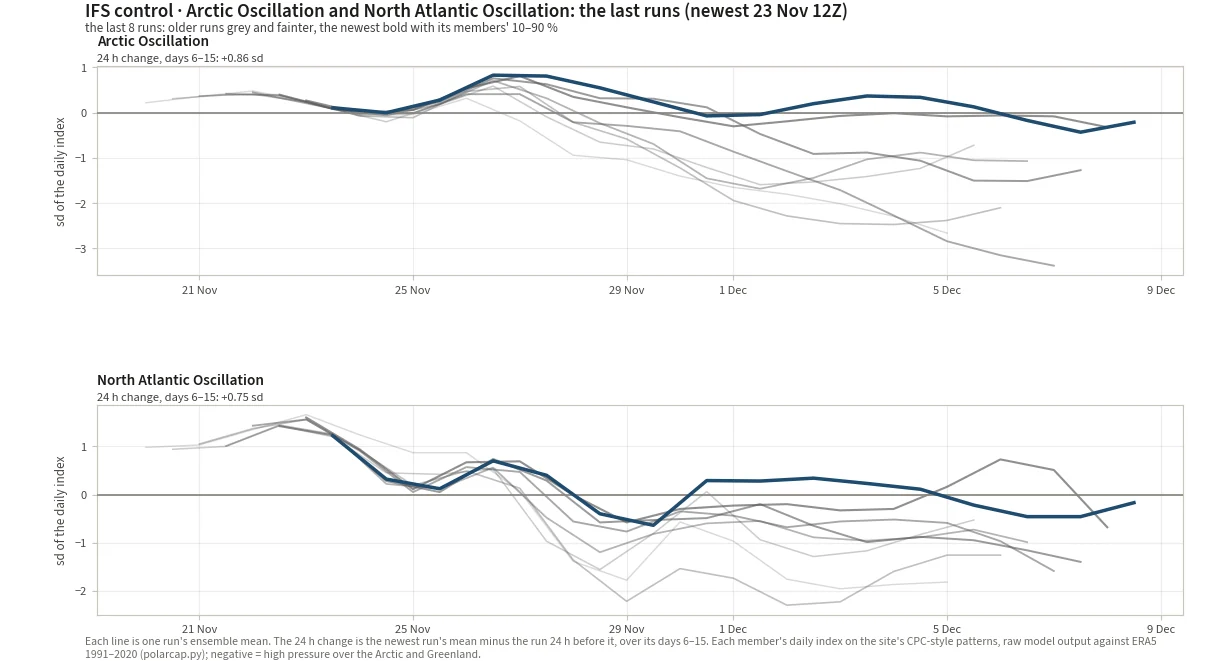 IFS control · Arctic Oscillation and North Atlantic Oscillation: the last runs (newest 23 Nov 12Z)
the last 8 runs: older runs grey and fainter, the newest bold with its members' 10–90 %
Arctic Oscillation
24 h change, days 6–15: +0.86 sd
sd of the daily index
1
0
−1
−2
−3
21 Nov
25 Nov
29 Nov
1 Dec
5 Dec
9 Dec
North Atlantic Oscillation
24 h change, days 6–15: +0.75 sd
sd of the daily index
1
0
−1
−2
21 Nov
25 Nov
29 Nov
1 Dec
5 Dec
9 Dec
Each line is one run's ensemble mean. The 24 h change is the newest run's mean minus the run 24 h before it, over its days 6–15. Each member's daily index on the site's CPC-style patterns, raw model output against ERA5
1991–2020 (polarcap.py); negative = high pressure over the Arctic and Greenland.